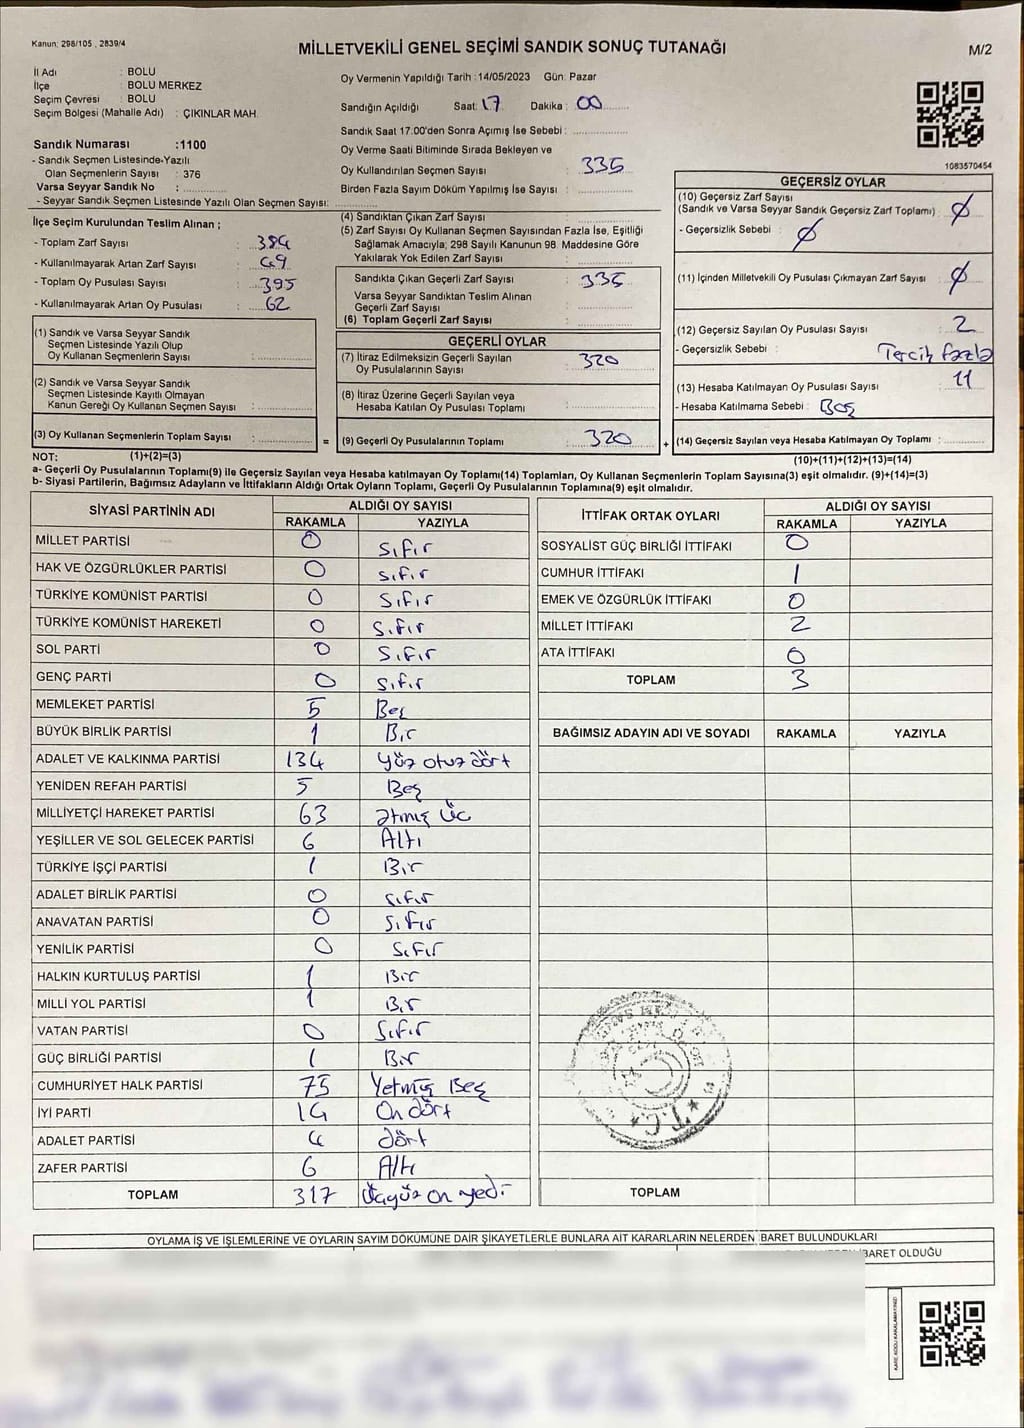 Kanun: 298/105 , 2839/4
MİLLETVEKİLİ GENEL SEÇİMİ SANDIK SONUÇ TUTANAĞI
M/2
İl Adı : BOLU
İlçe : BOLU MERKEZ
Seçim Çevresi : BOLU
Seçim Bölgesi (Mahalle Adı) : ÇIKINLAR MAH.
Sandık Numarası :1100
- Sandık Seçmen Listesinde Yazılı
Olan Seçmenlerin Sayısı : 376
Varsa Seyyar Sandık No :
- Seyyar Sandık Seçmen Listesinde Yazılı Olan Seçmen Sayısı:
Oy Vermenin Yapıldığı Tarih :14/05/2023 Gün: Pazar
Sandığın Açıldığı Saat: 17 Dakika : 00
Sandık Saat 17.00'den Sonra Açımış İse Sebebi :
Oy Verme Saati Bitiminde Sırada Bekleyen ve
Oy Kullandırılan Seçmen Sayısı : 335
Birden Fazla Sayım Döküm Yapılmış İse Sayısı :
1083570454
İlçe Seçim Kurulundan Teslim Alınan ;
- Toplam Zarf Sayısı : 384
- Kullanılmayarak Artan Zarf Sayısı : 49
- Toplam Oy Pusulası Sayısı : 395
- Kullanılmayarak Artan Oy Pusulası : 62
(1) Sandık ve Varsa Seyyar Sandık
Seçmen Listesinde Yazılı Olup
Oy Kullanan Seçmenlerin Sayısı :
(2) Sandık ve Varsa Seyyar Sandık
Seçmen Listesinde Kayıtlı Olmayan
Kanun Gereği Oy Kullanan Seçmen Sayısı :
(3) Oy Kullanan Seçmenlerin Toplam Sayısı :
(4) Sandıktan Çıkan Zarf Sayısı :
(5) Zarf Sayısı Oy Kullanan Seçmen Sayısından Fazla İse, Eşitliği
Sağlamak Amacıyla; 298 Sayılı Kanunun 98. Maddesine Göre
Yakılarak Yok Edilen Zarf Sayısı :
Sandıkta Çıkan Geçerli Zarf Sayısı : 335
Varsa Seyyar Sandıktan Teslim Alınan
Geçerli Zarf Sayısı :
(6) Toplam Geçerli Zarf Sayısı :
GEÇERLİ OYLAR
(7) İtiraz Edilmeksizin Geçerli Sayılan
Oy Pusulalarının Sayısı : 320
(8) İtiraz Üzerine Geçerli Sayılan veya
Hesaba Katılan Oy Pusulası Toplamı :
= (9) Geçerli Oy Pusulalarının Toplamı : 320 +
GEÇERSİZ OYLAR
(10) Geçersiz Zarf Sayısı
(Sandık ve Varsa Seyyar Sandık Geçersiz Zarf Toplamı) : Ø
- Geçersizlik Sebebi : Ø
(11) İçinden Milletvekili Oy Pusulası Çıkmayan Zarf Sayısı : Ø
(12) Geçersiz Sayılan Oy Pusulası Sayısı : 2
- Geçersizlik Sebebi : Tercih fazla
(13) Hesaba Katılmayan Oy Pusulası Sayısı : 11
- Hesaba Katılmama Sebebi : Boş
(14) Geçersiz Sayılan veya Hesaba Katılmayan Oy Toplamı :
NOT: (1)+(2)=(3)
(10)+(11)+(12)+(13)=(14)
a- Geçerli Oy Pusulalarının Toplamı(9) ile Geçersiz Sayılan veya Hesaba katılmayan Oy Toplamı(14) Toplamları, Oy Kullanan Seçmenlerin Toplam Sayısına(3) eşit olmalıdır. (9)+(14)=(3)
b- Siyasi Partilerin, Bağımsız Adayların ve İttifakların Aldığı Ortak Oyların Toplamı, Geçerli Oy Pusulalarının Toplamına(9) eşit olmalıdır.
SİYASİ PARTİNİN ADI ALDIĞI OY SAYISI
RAKAMLA YAZIYLA
MİLLET PARTİSİ 0 Sıfır
HAK VE ÖZGÜRLÜKLER PARTİSİ 0 Sıfır
TÜRKİYE KOMÜNİST PARTİSİ 0 Sıfır
TÜRKİYE KOMÜNİST HAREKETİ 0 Sıfır
SOL PARTİ 0 Sıfır
GENÇ PARTİ 0 Sıfır
MEMLEKET PARTİSİ 5 Beş
BÜYÜK BİRLİK PARTİSİ 1 Bir
ADALET VE KALKINMA PARTİSİ 134 Yüz otuz dört
YENİDEN REFAH PARTİSİ 5 Beş
MİLLİYETÇİ HAREKET PARTİSİ 63 atmış üc
YEŞİLLER VE SOL GELECEK PARTİSİ 6 Altı
TÜRKİYE İŞÇİ PARTİSİ 1 Bir
ADALET BİRLİK PARTİSİ 0 Sıfır
ANAVATAN PARTİSİ 0 Sıfır
YENİLİK PARTİSİ 0 Sıfır
HALKIN KURTULUŞ PARTİSİ 1 Bir
MİLLİ YOL PARTİSİ 1 Bir
VATAN PARTİSİ 0 Sıfır
GÜÇ BİRLİĞİ PARTİSİ 1 Bir
CUMHURİYET HALK PARTİSİ 75 Yetmiş Beş
İYİ PARTİ 14 On dört
ADALET PARTİSİ 4 dört
ZAFER PARTİSİ 6 Altı
TOPLAM 317 Üçyüz on yedi
İTTİFAK ORTAK OYLARI ALDIĞI OY SAYISI
RAKAMLA YAZIYLA
SOSYALİST GÜÇ BİRLİĞİ İTTİFAKI 0
CUMHUR İTTİFAKI 1
EMEK VE ÖZGÜRLÜK İTTİFAKI 0
MİLLET İTTİFAKI 2
ATA İTTİFAKI 0
TOPLAM 3
BAĞIMSIZ ADAYIN ADI VE SOYADI RAKAMLA YAZIYLA
T.C.
TOPLAM
OYLAMA İŞ VE İŞLEMLERİNE VE OYLARIN SAYIM DÖKÜMÜNE DAİR ŞİKAYETLERLE BUNLARA AİT KARARLARIN NELERDEN İBARET BULUNDUKLARI
İBARET OLDUĞU